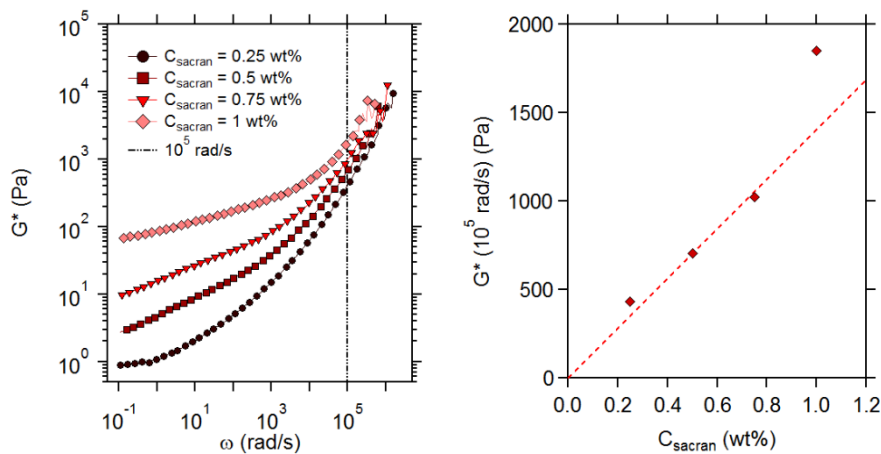 10^5
10^4
10^3
10^2
10^1
10^0
G* (Pa)
C_sacran = 0.25 wt%
C_sacran = 0.5 wt%
C_sacran = 0.75 wt%
C_sacran = 1 wt%
10^5 rad/s
10^-1 10^1 10^3 10^5
ω (rad/s)
2000
1500
1000
500
0
G* (10^5 rad/s) (Pa)
0.0 0.2 0.4 0.6 0.8 1.0 1.2
C_sacran (wt%)